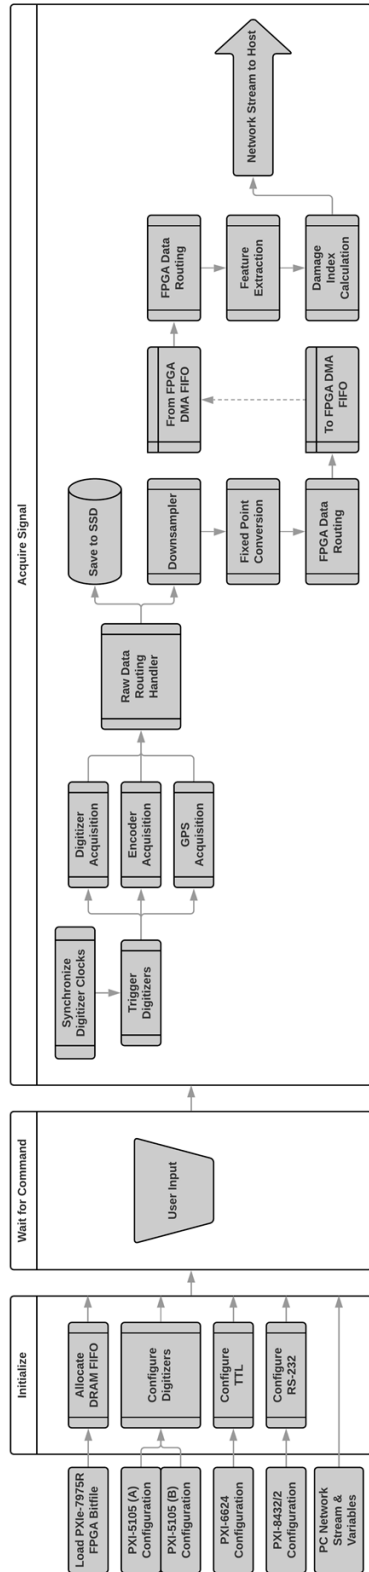 Initialize
Load PXIe-7975R
FPGA Bitfile
PXI-5105 (A)
Configuration
PXI-5105 (B)
Configuration
PXI-6624
Configuration
PXI-8432/2
Configuration
PC Network
Stream &
Variables
Allocate
DRAM FIFO
Configure
Digitizers
Configure
TTL
Configure
RS-232
Wait for Command
User Input
Acquire Signal
Synchronize
Digitizer Clocks
Trigger
Digitizers
Digitizer
Acquisition
Encoder
Acquisition
GPS
Acquisition
Raw Data
Routing
Handler
Save to SSD
Downsampler
Fixed Point
Conversion
FPGA Data
Routing
To FPGA DMA
FIFO
From FPGA
DMA FIFO
FPGA Data
Routing
Feature
Extraction
Damage
Index
Calculation
Network Stream to Host